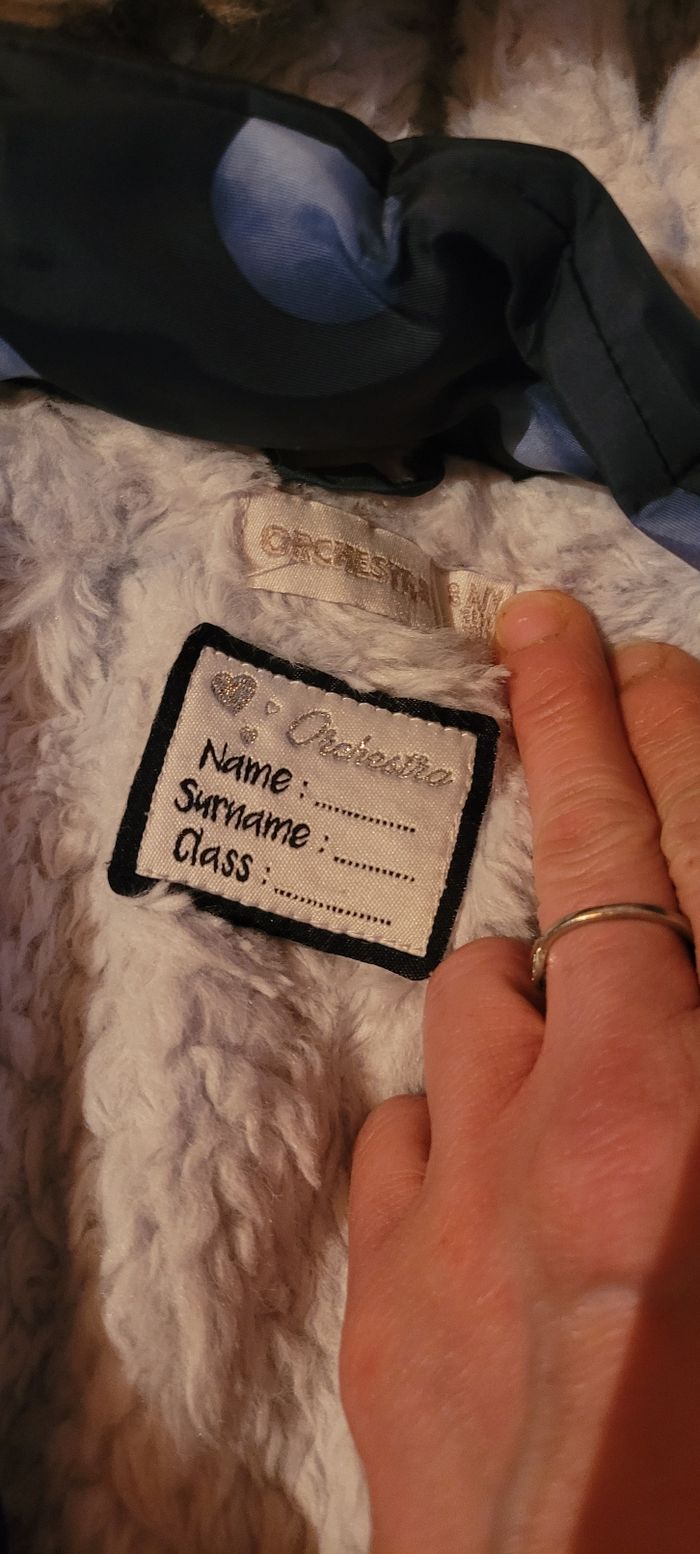 ORCHESTRA
Orchestra
Name : ..............
Surname : ..........
Class : ................